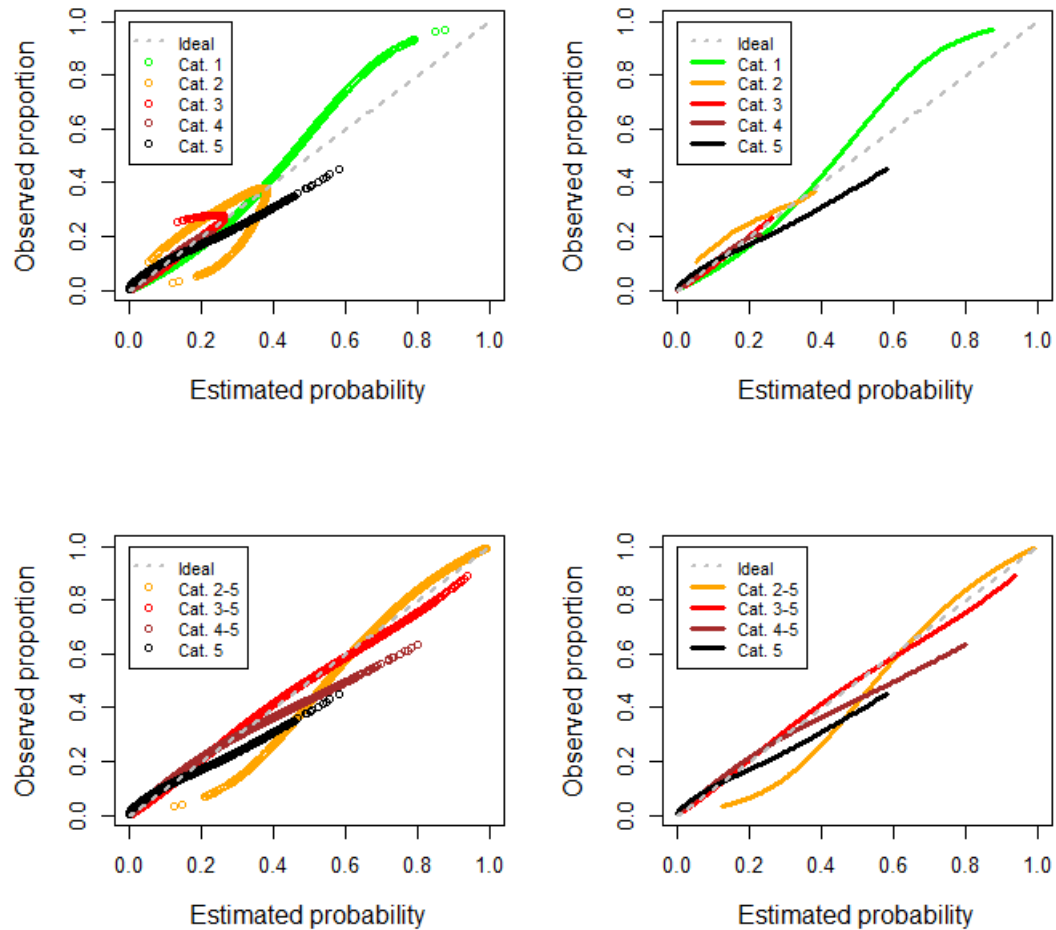 Observed proportion
0.0 0.2 0.4 0.6 0.8 1.0
Ideal
Cat. 1
Cat. 2
Cat. 3
Cat. 4
Cat. 5
0.0 0.2 0.4 0.6 0.8 1.0
Estimated probability
Observed proportion
0.0 0.2 0.4 0.6 0.8 1.0
Ideal
Cat. 1
Cat. 2
Cat. 3
Cat. 4
Cat. 5
0.0 0.2 0.4 0.6 0.8 1.0
Estimated probability
Observed proportion
0.0 0.2 0.4 0.6 0.8 1.0
Ideal
Cat. 2-5
Cat. 3-5
Cat. 4-5
Cat. 5
0.0 0.2 0.4 0.6 0.8 1.0
Estimated probability
Observed proportion
0.0 0.2 0.4 0.6 0.8 1.0
Ideal
Cat. 2-5
Cat. 3-5
Cat. 4-5
Cat. 5
0.0 0.2 0.4 0.6 0.8 1.0
Estimated probability